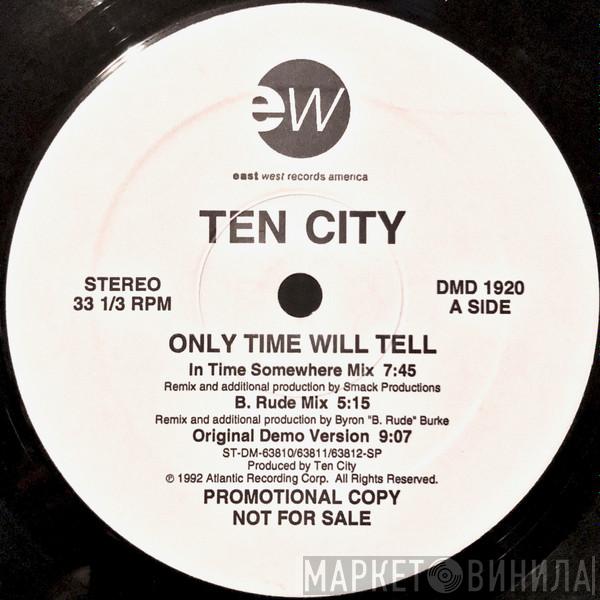 ew
east west records america
TEN CITY
STEREO
33 1/3 RPM
DMD 1920
A SIDE
ONLY TIME WILL TELL
In Time Somewhere Mix 7:45
Remix and additional production by Smack Productions
B. Rude Mix 5:15
Remix and additional production by Byron "B. Rude" Burke
Original Demo Version 9:07
ST-DM-63810/63811/63812-SP
Produced by Ten City
℗ 1992 Atlantic Recording Corp. All Rights Reserved.
PROMOTIONAL COPY
NOT FOR SALE
МАРКЕТ ВИНИЛА